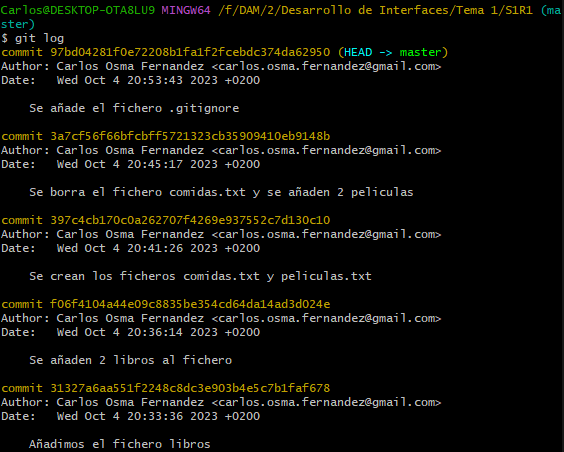 Carlos@DESKTOP-OTA8LU9 MINGW64 /f/DAM/2/Desarrollo de Interfaces/Tema 1/S1R1 (ma
ster)
$ git log
commit 97bd04281f0e72208b1fa1f2fcebdc374da62950 (HEAD -> master)
Author: Carlos Osma Fernandez <carlos.osma.fernandez@gmail.com>
Date:   Wed Oct 4 20:53:43 2023 +0200

    Se añade el fichero .gitignore

commit 3a7cf56f66bfcbff5721323cb35909410eb9148b
Author: Carlos Osma Fernandez <carlos.osma.fernandez@gmail.com>
Date:   Wed Oct 4 20:45:17 2023 +0200

    Se borra el fichero comidas.txt y se añaden 2 peliculas

commit 397c4cb170c0a262707f4269e937552c7d130c10
Author: Carlos Osma Fernandez <carlos.osma.fernandez@gmail.com>
Date:   Wed Oct 4 20:41:26 2023 +0200

    Se crean los ficheros comidas.txt y peliculas.txt

commit f06f4104a44e09c8835be354cd64da14ad3d024e
Author: Carlos Osma Fernandez <carlos.osma.fernandez@gmail.com>
Date:   Wed Oct 4 20:36:14 2023 +0200

    Se añaden 2 libros al fichero

commit 31327a6aa551f2248c8dc3e903b4e5c7b1faf678
Author: Carlos Osma Fernandez <carlos.osma.fernandez@gmail.com>
Date:   Wed Oct 4 20:33:36 2023 +0200

    Añadimos el fichero libros